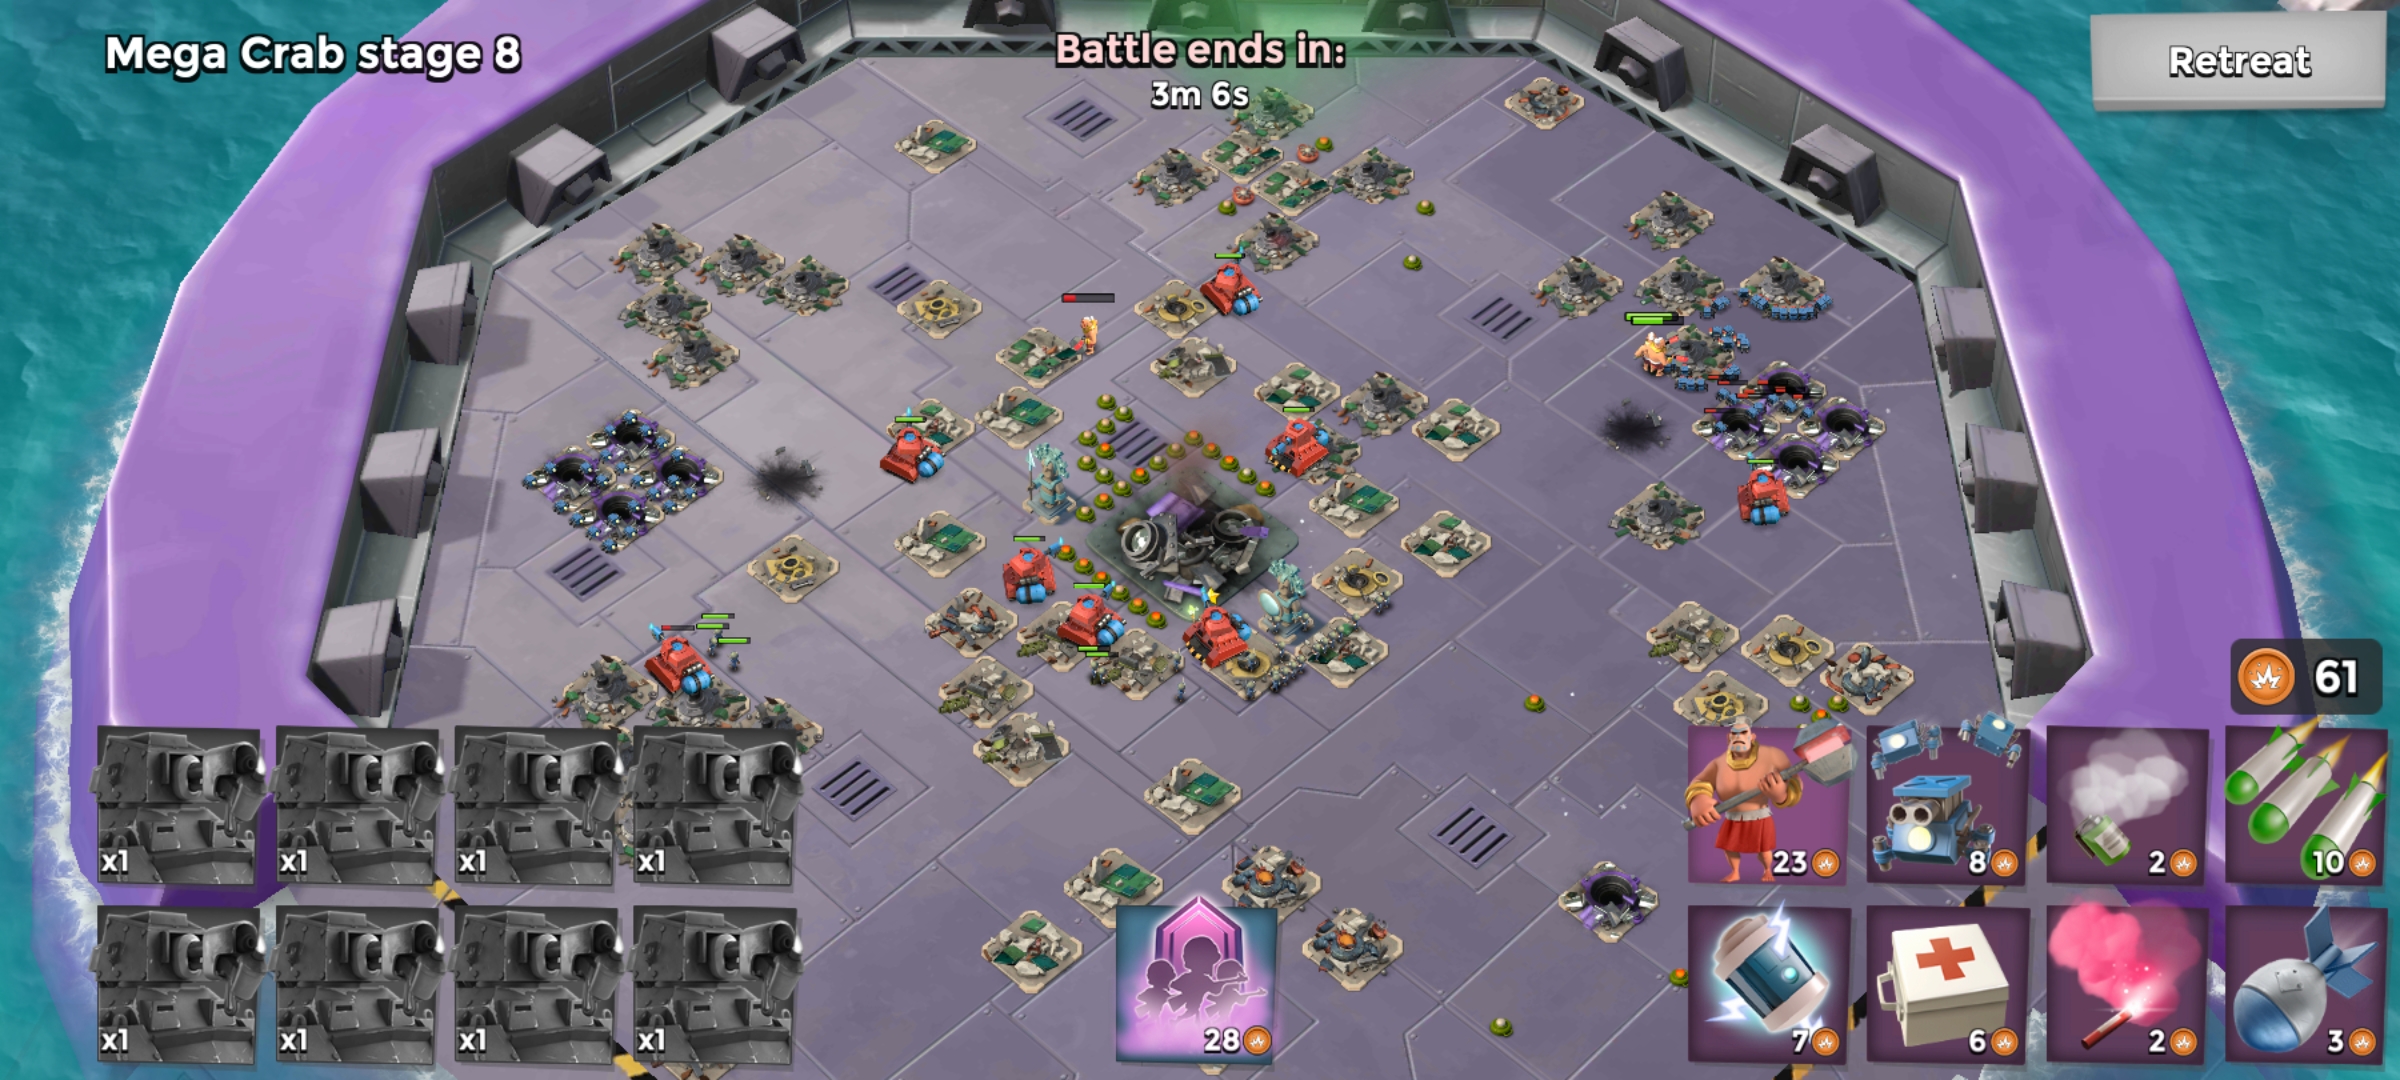 Mega Crab stage 8
Battle ends in:
3m 6s
Retreat
61
x1
x1
x1
x1
23
8
2
10
x1
x1
x1
x1
28
7
6
2
3